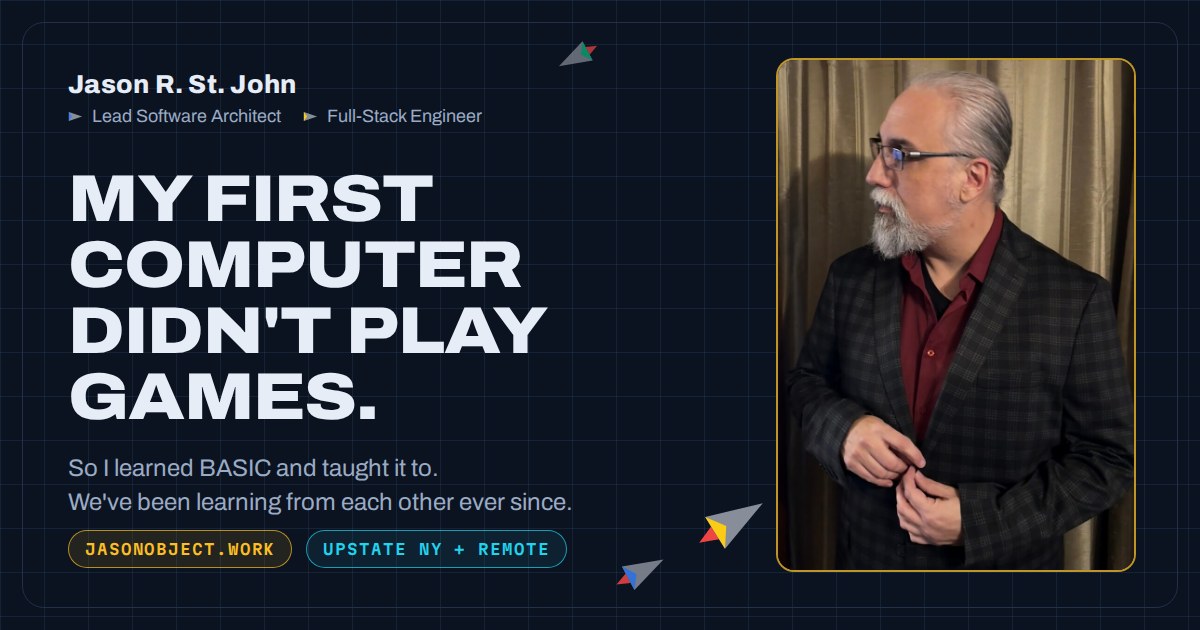 Jason R. St. John
Lead Software Architect Full-Stack Engineer
MY FIRST
COMPUTER
DIDN'T PLAY
GAMES.
So I learned BASIC and taught it to.
We've been learning from each other ever since.
JASONOBJECT.WORK UPSTATE NY + REMOTE